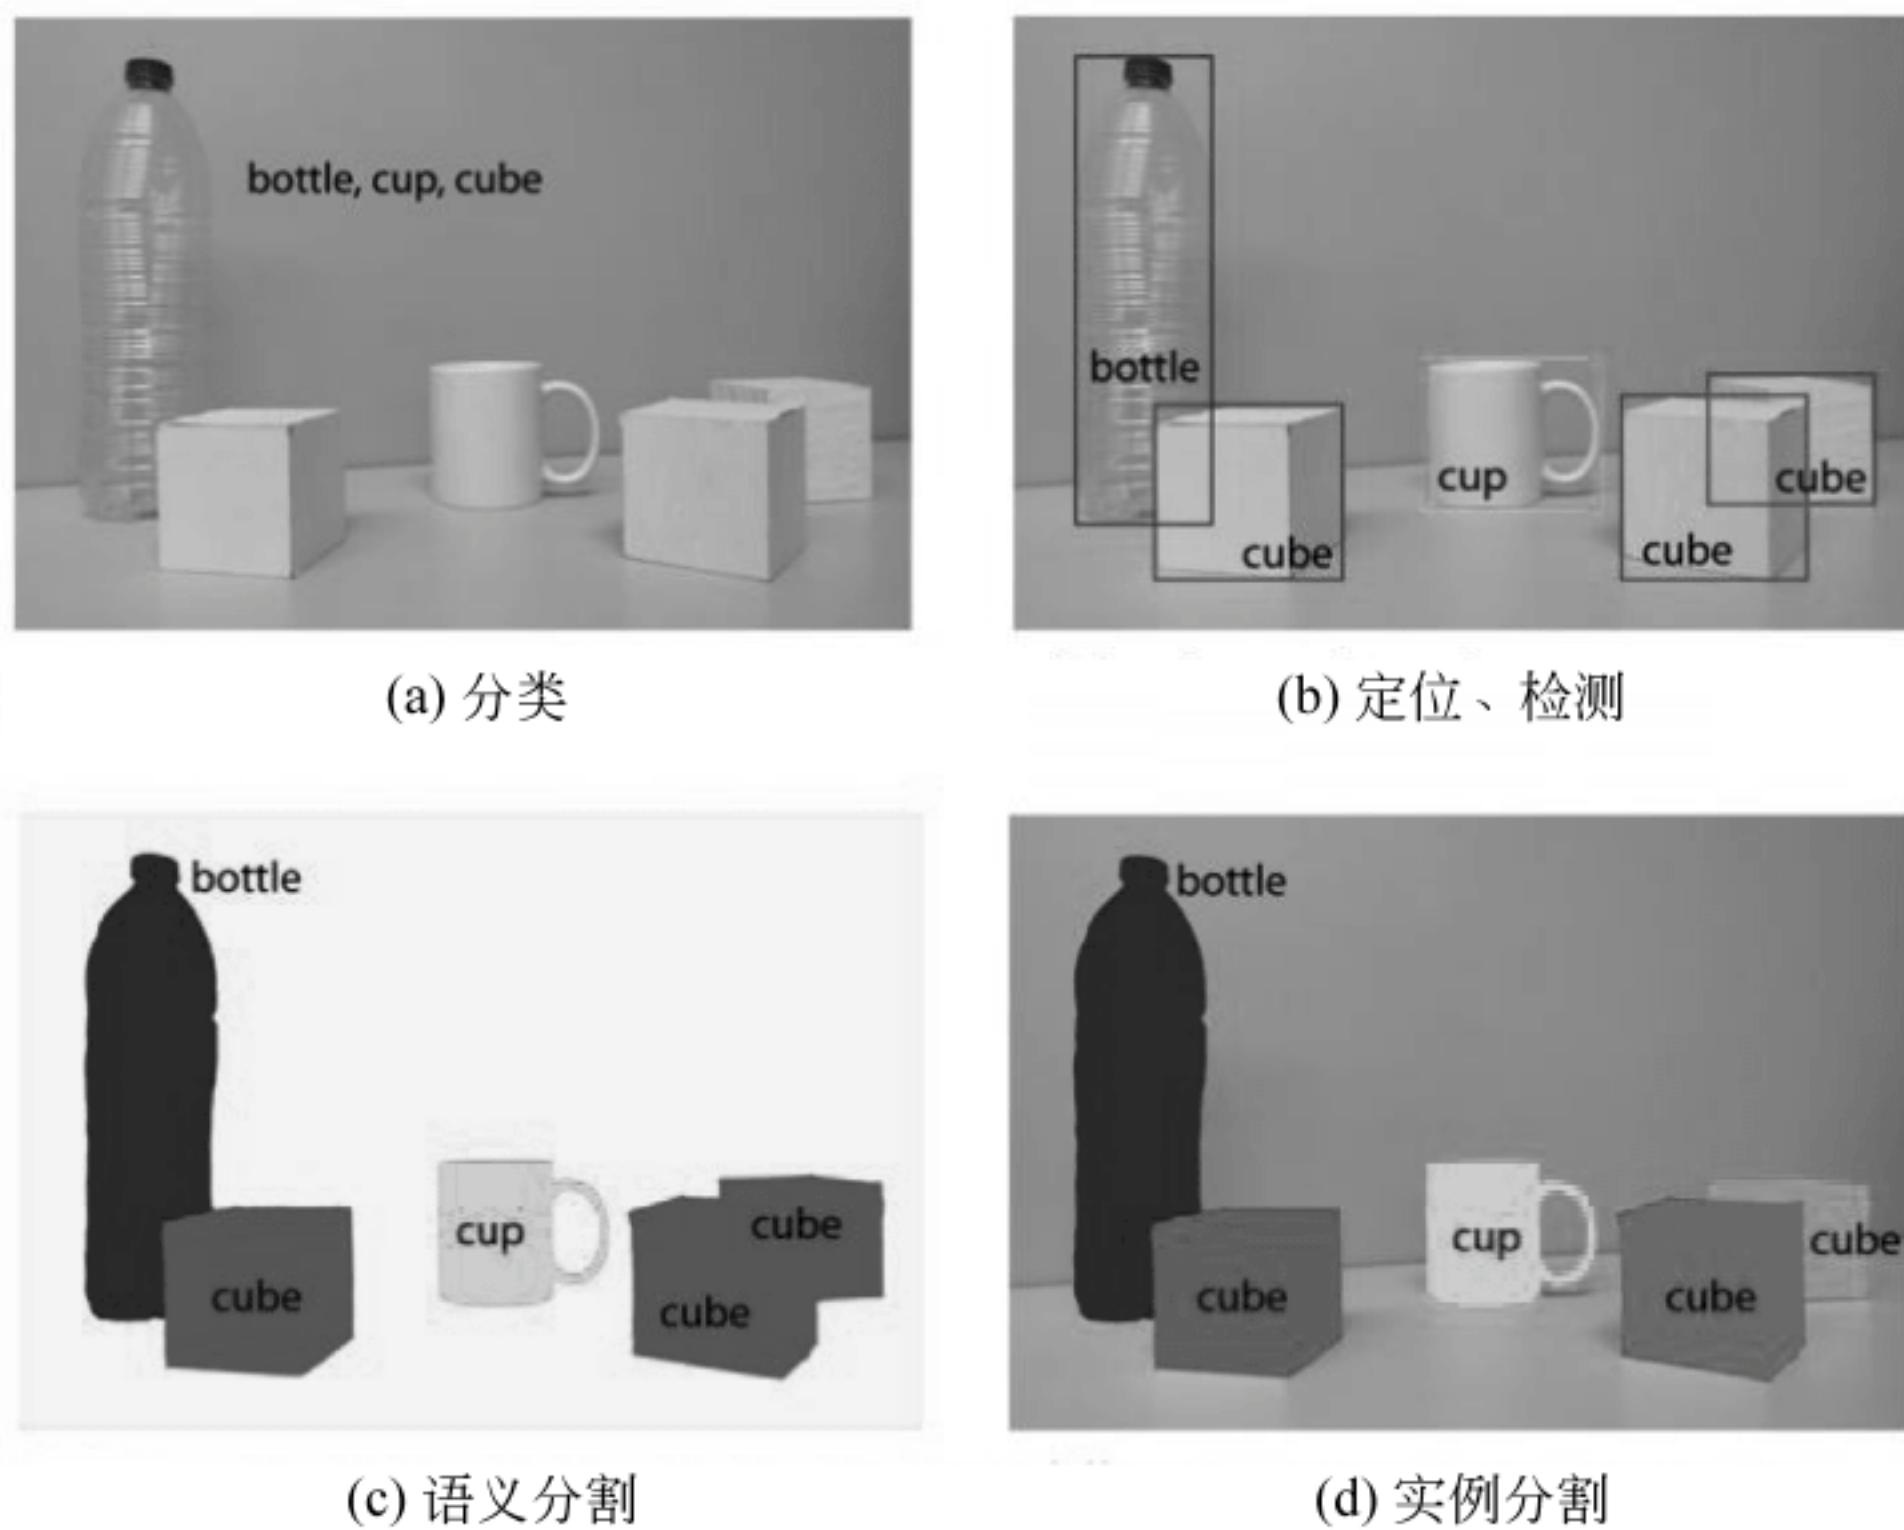 bottle, cup, cube
(a) 分类
bottle
cup
cube
cube
cube
(b) 定位、检测
bottle
cup
cube
cube
cube
(c) 语义分割
bottle
cup
cube
cube
cube
(d) 实例分割